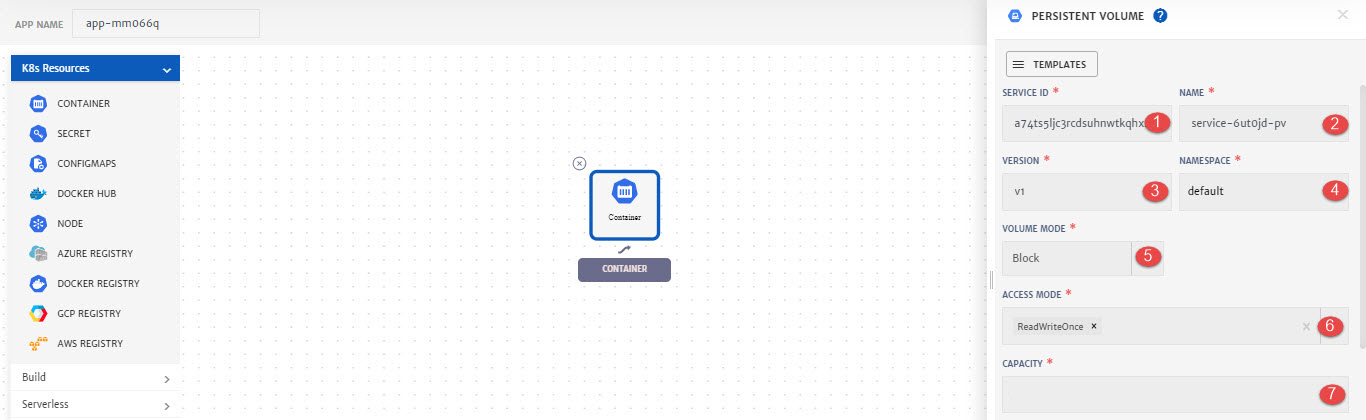 APP NAME
app-mm066q
K8s Resources
CONTAINER
SECRET
CONFIGMAPS
DOCKER HUB
NODE
AZURE REGISTRY
DOCKER REGISTRY
GCP REGISTRY
AWS REGISTRY
Build
Serverless
Container
CONTAINER
PERSISTENT VOLUME ?
TEMPLATES
SERVICE ID * NAME *
a74ts5ljc3rcdsuhnwtkqhx 1 service-6ut0jd-pv 2
VERSION * NAMESPACE *
v1 3 default 4
VOLUME MODE *
Block 5
ACCESS MODE *
ReadWriteOnce × × 6
CAPACITY *
7